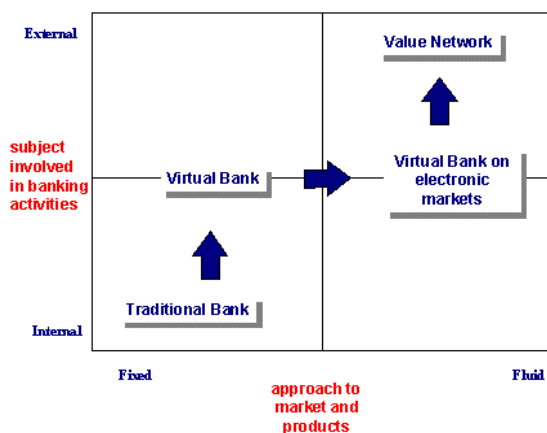 External
Value Network
subject
involved
in banking
activities
Virtual Bank
Virtual Bank on
electronic
markets
Traditional Bank
Internal
Fixed
Fluid
approach to
market and
products